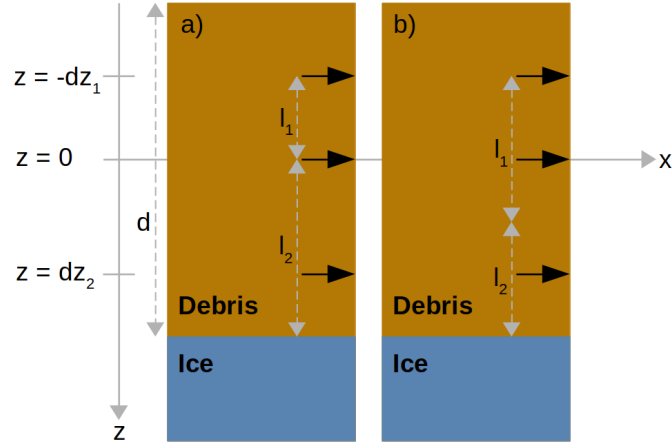 a)
b)
z = -dz₁
l₁
l₁
z = 0
x
d
l₂
l₂
z = dz₂
Debris
Debris
Ice
Ice
z